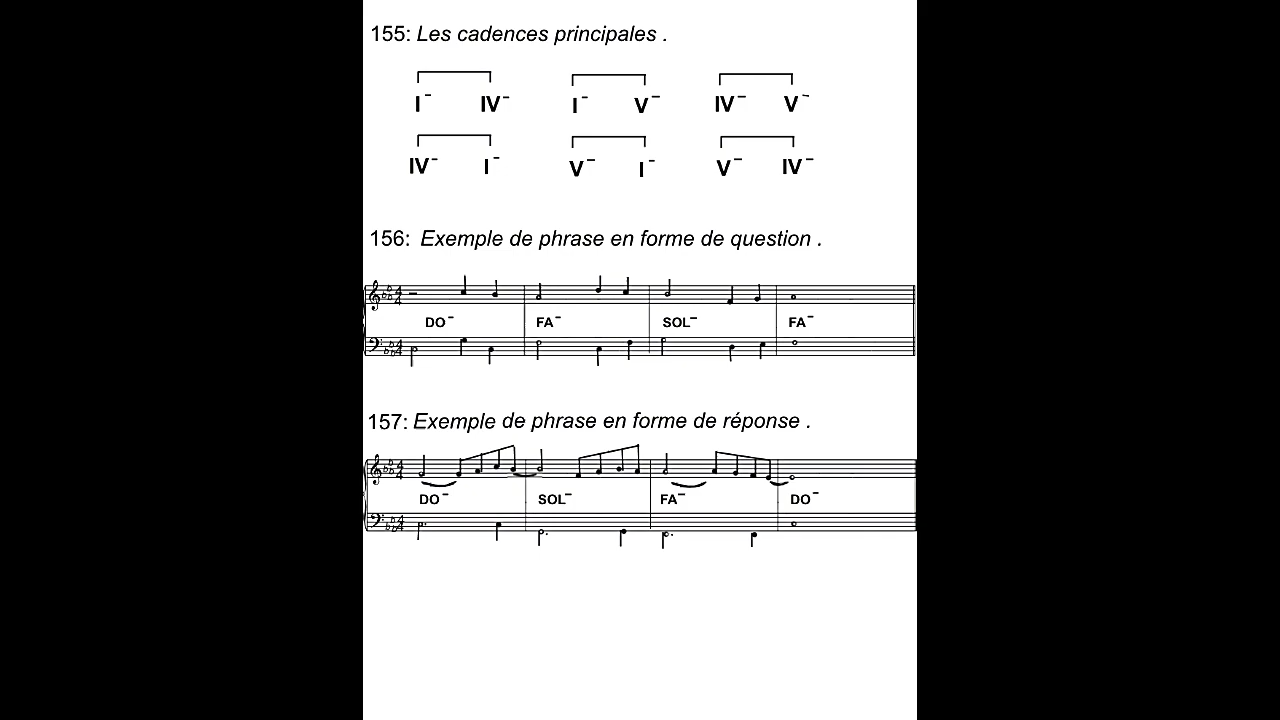 155: Les cadences principales .
I⁻ IV⁻ I⁻ V⁻ IV⁻ V⁻
IV⁻ I⁻ V⁻ I⁻ V⁻ IV⁻
156: Exemple de phrase en forme de question .
DO⁻ FA⁻ SOL⁻ FA⁻
157: Exemple de phrase en forme de réponse .
DO⁻ SOL⁻ FA⁻ DO⁻